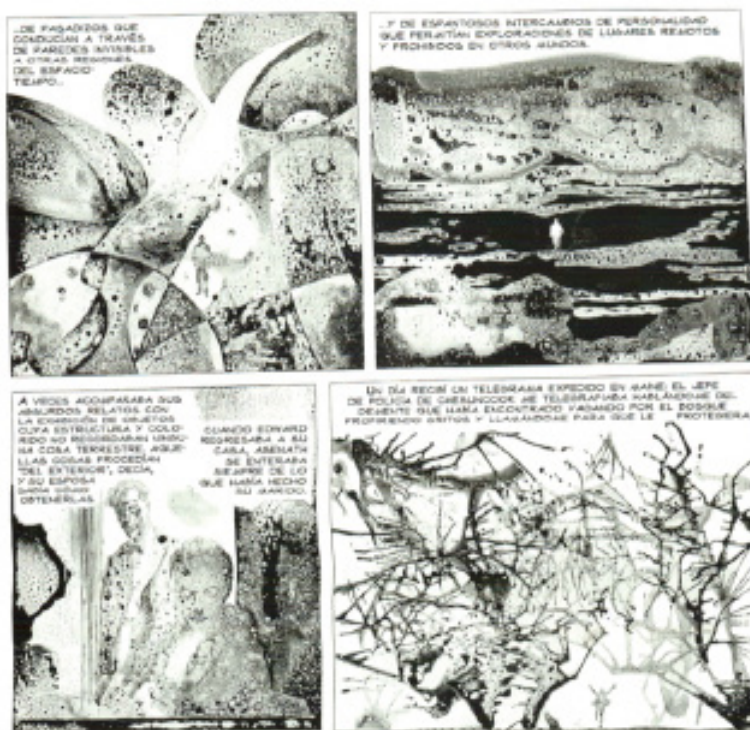 ...DE PASADIZOS QUE
CONDUCÍAN A TRAVÉS
DE PAREDES INVISIBLES
A OTRAS REGIONES
DEL ESPACIO-
TIEMPO...
...Y DE ESPANTOSOS INTERCAMBIOS DE PERSONALIDAD
QUE PERMITÍAN EXPLORACIONES DE LUGARES REMOTOS
Y PROHIBIDOS EN OTROS MUNDOS.
A VECES ACOMPAÑABA SUS
ABSURDOS RELATOS CON
LA EXHIBICIÓN DE OBJETOS
CUYA ESTRUCTURA Y COLO-
RIDO NO RECORDABAN NINGU-
NA COSA TERRESTRE. AQUE-
LLAS COSAS PROCEDÍAN
"DEL EXTERIOR", DECÍA,
Y SU ESPOSA
SABÍA CÓMO
OBTENERLAS.
CUANDO EDWARD
REGRESABA A SU
CASA, ASENATH
SE ENTERABA
SIEMPRE DE LO
QUE HABÍA HECHO
SU MARIDO.
UN DÍA RECIBÍ UN TELEGRAMA EXPEDIDO EN MAINE: EL JEFE
DE POLICÍA DE CHESUNCOOK ME TELEGRAFIABA HABLÁNDOME DEL
DEMENTE QUE HABÍA ENCONTRADO VAGANDO POR EL BOSQUE
PROFIRIENDO GRITOS Y LLAMÁNDOME PARA QUE LE PROTEGIERA